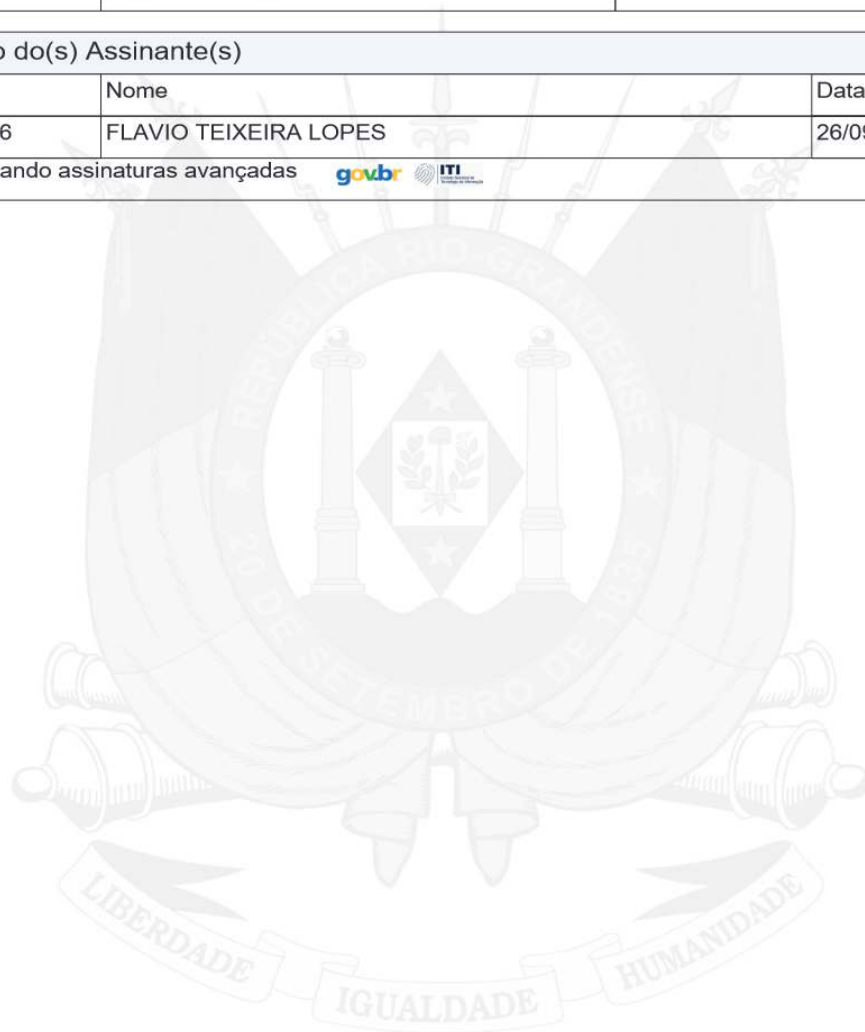 o do(s) Assinante(s)
Nome Data
6 FLAVIO TEIXEIRA LOPES 26/09
ando assinaturas avançadas gov.br ITI
REPÚBLICA RIO-GRANDENSE
20 DE SETEMBRO DE 1835
LIBERDADE IGUALDADE HUMANIDADE